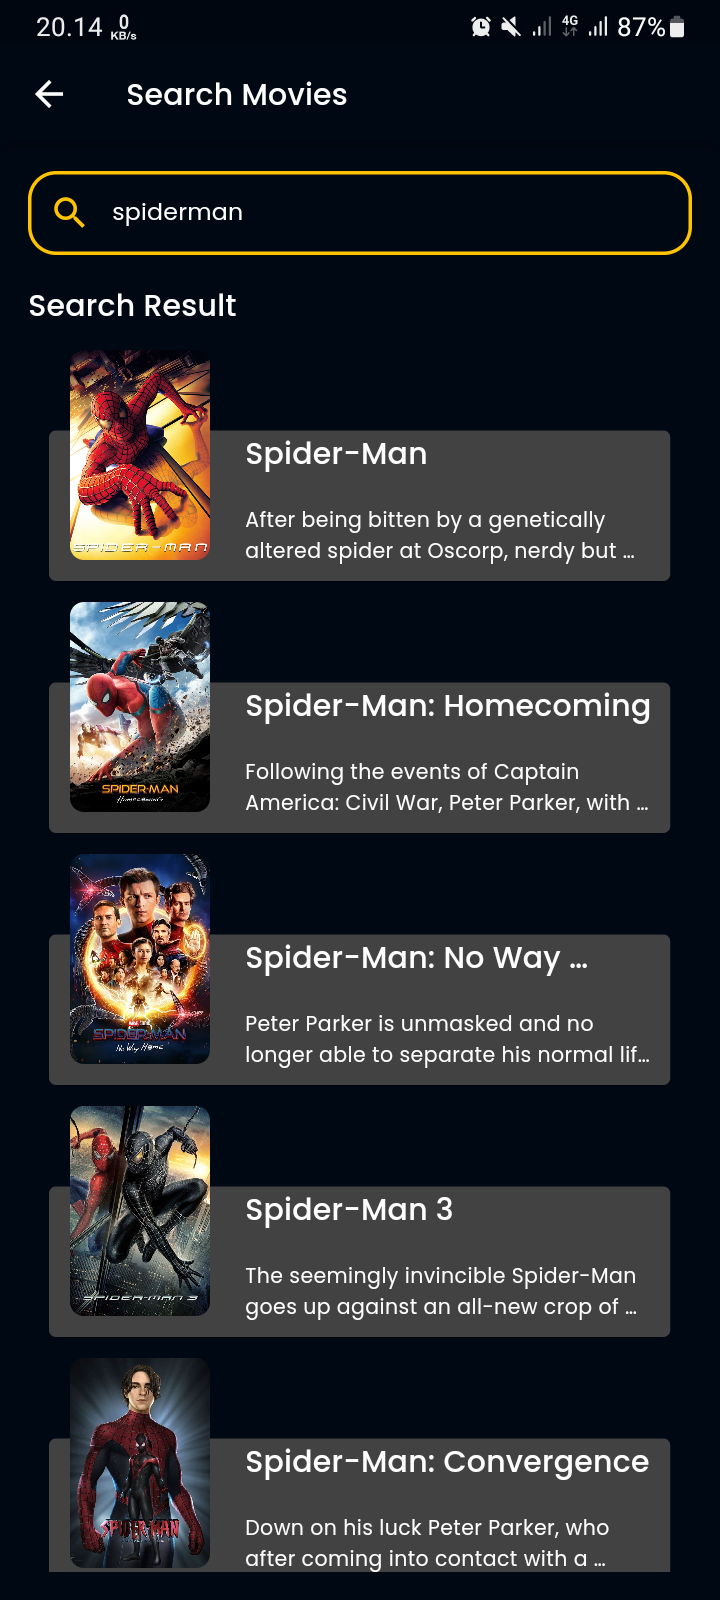 20.14 0 KB/s 4G 87%
Search Movies
spiderman
Search Result
SPIDER-MAN
Spider-Man
After being bitten by a genetically
altered spider at Oscorp, nerdy but ...
SPIDER-MAN
Homecoming
Spider-Man: Homecoming
Following the events of Captain
America: Civil War, Peter Parker, with ...
SPIDER-MAN
No Way Home
Spider-Man: No Way ...
Peter Parker is unmasked and no
longer able to separate his normal lif...
SPIDER-MAN 3
Spider-Man 3
The seemingly invincible Spider-Man
goes up against an all-new crop of ...
SPIDER-MAN
Spider-Man: Convergence
Down on his luck Peter Parker, who
after coming into contact with a ...